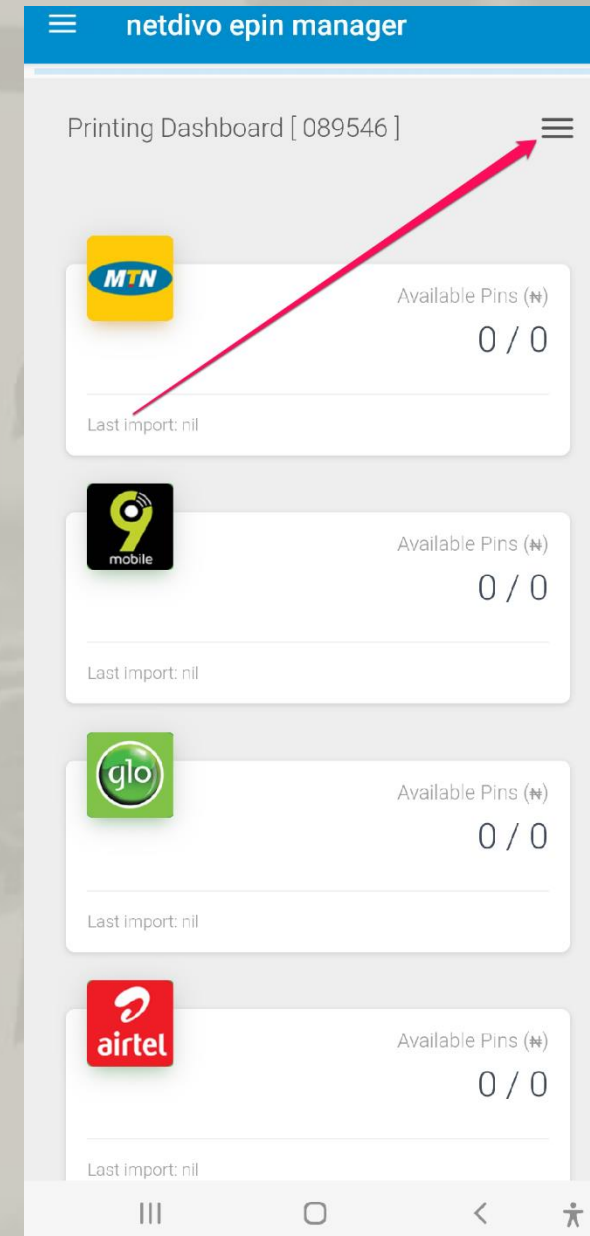 netdivo epin manager
Printing Dashboard [ 089546 ]
MTN
Available Pins (₦)
0 / 0
Last import: nil
9
mobile
Available Pins (₦)
0 / 0
Last import: nil
glo
Available Pins (₦)
0 / 0
Last import: nil
airtel
Available Pins (₦)
0 / 0
Last import: nil